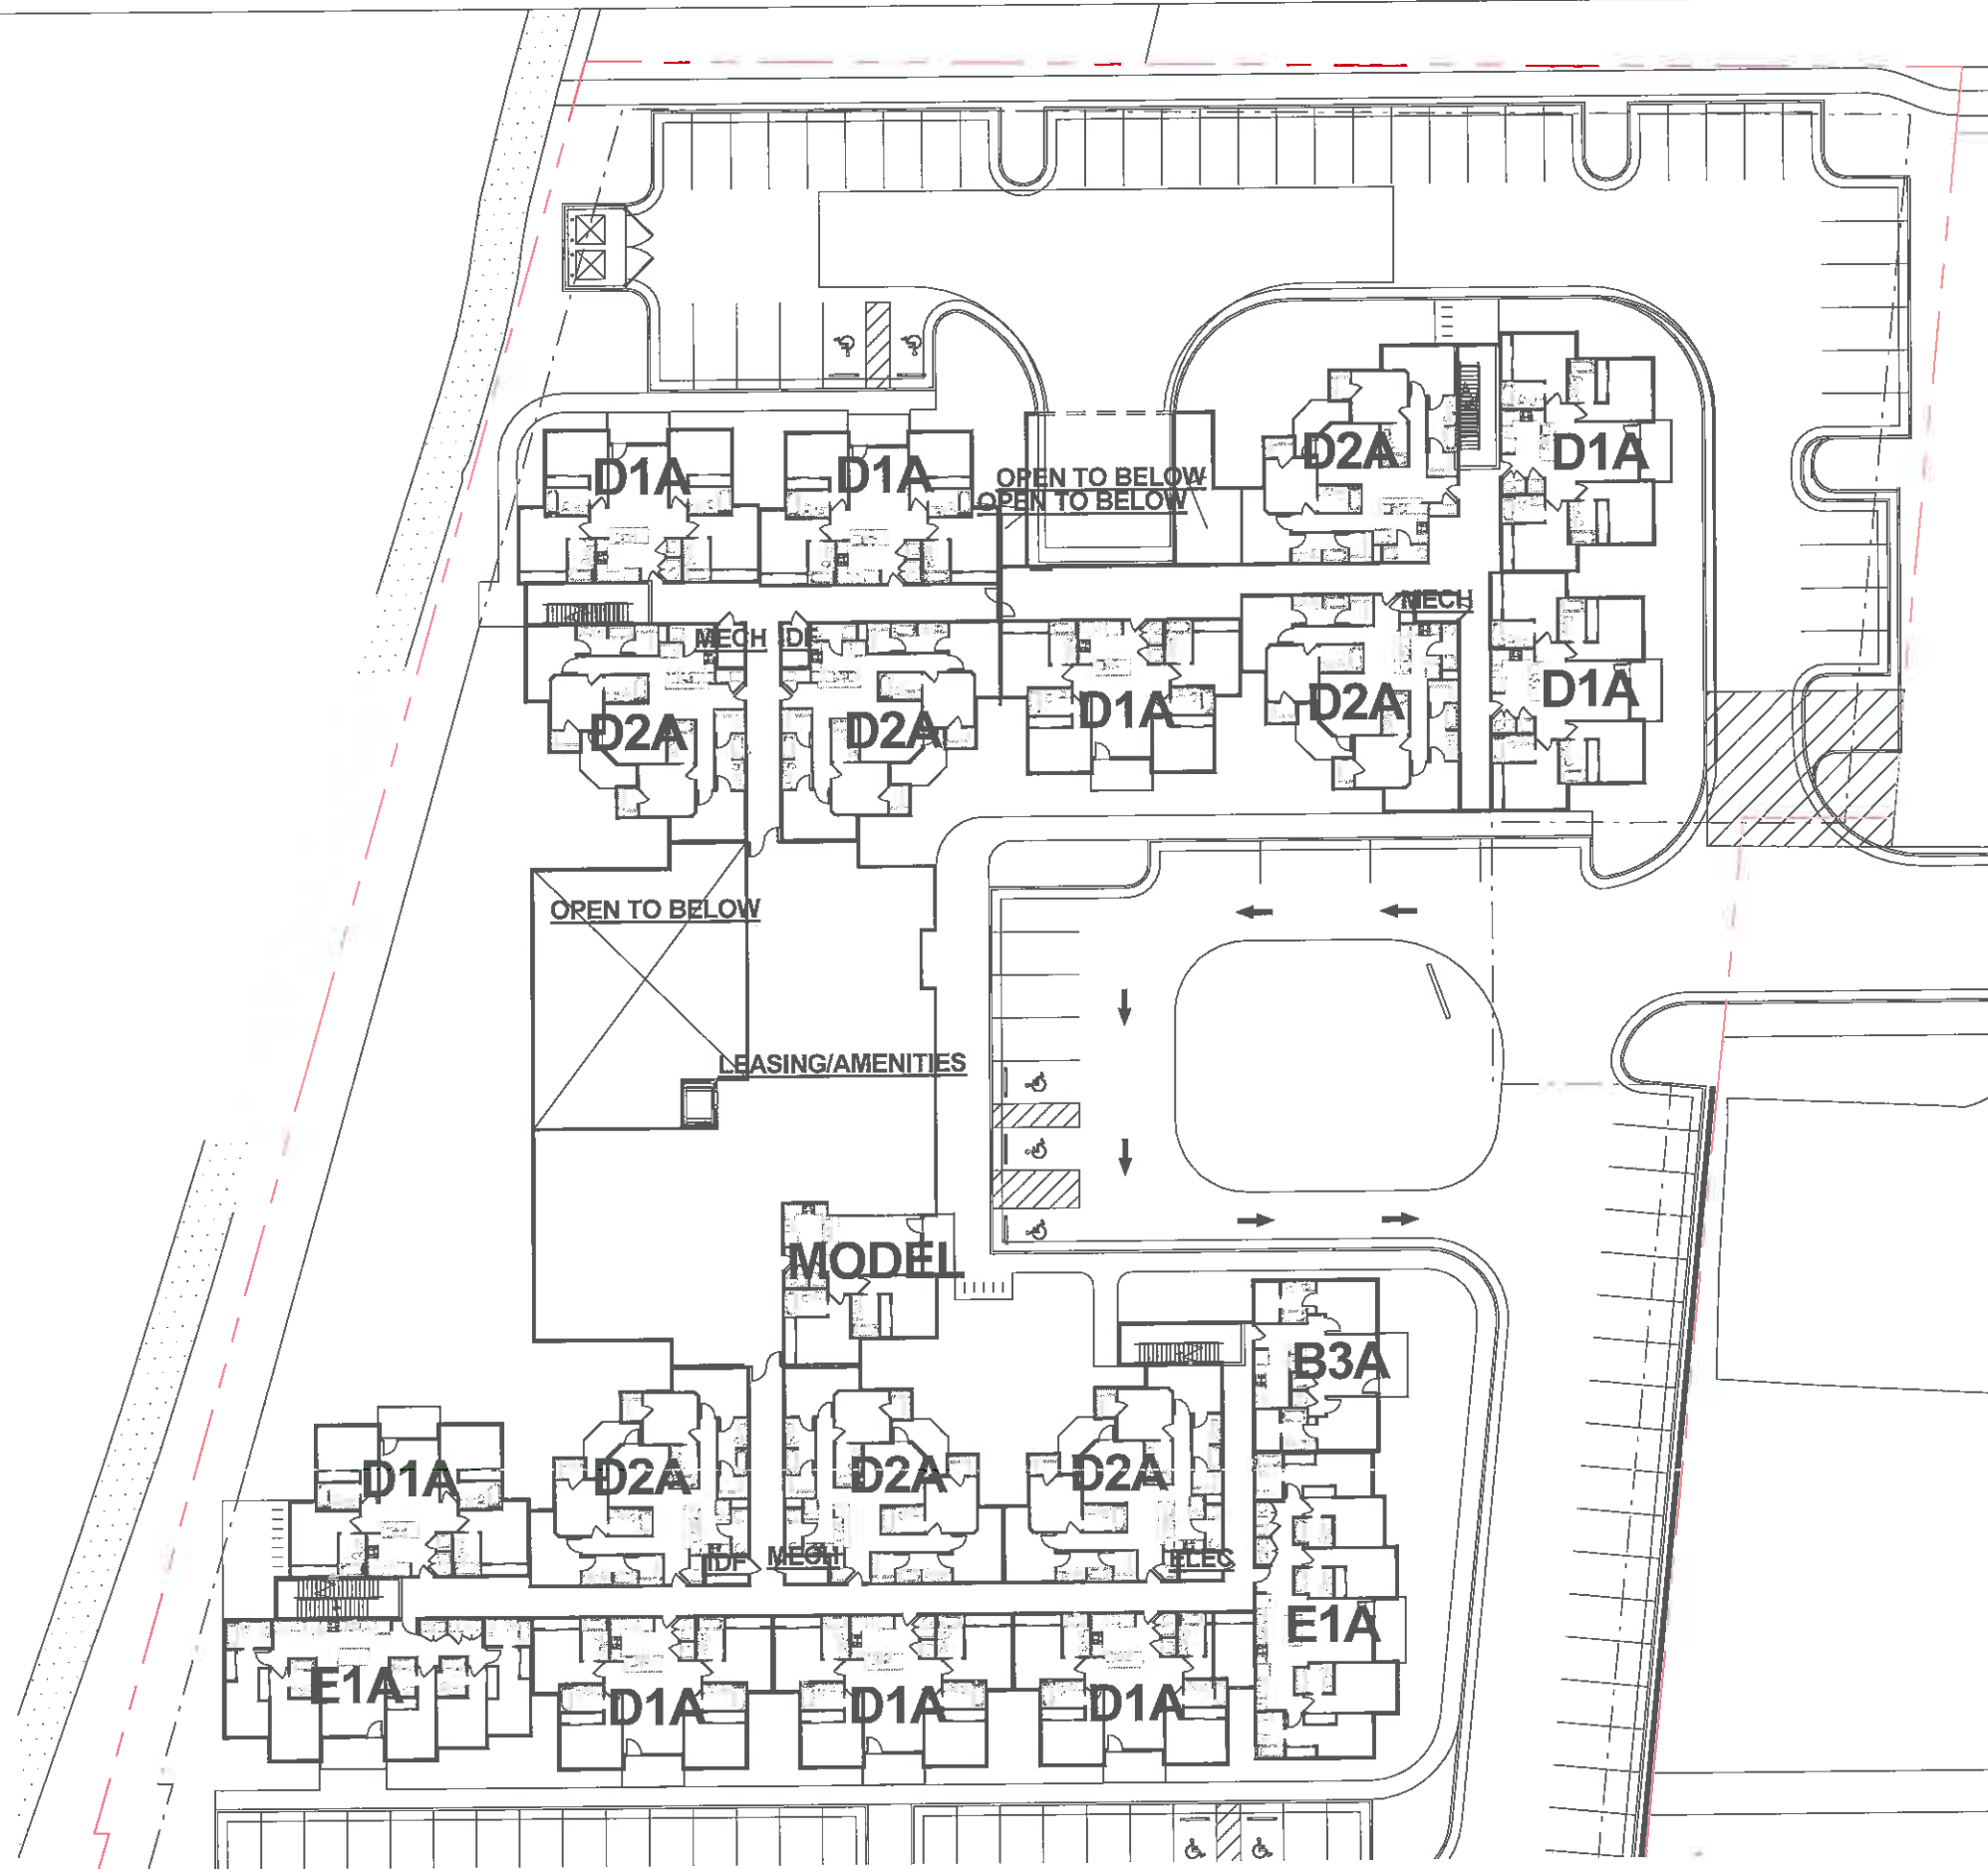 D2A
D1A
D1A
D1A
OPEN TO BELOW
OPEN TO BELOW
MECH
MECH
IDF
D1A
D2A
D1A
D2A
D2A
OPEN TO BELOW
LEASING/AMENITIES
MODEL
B3A
D1A
D2A
D2A
D2A
IDF
MECH
ELEC
E1A
E1A
D1A
D1A
D1A